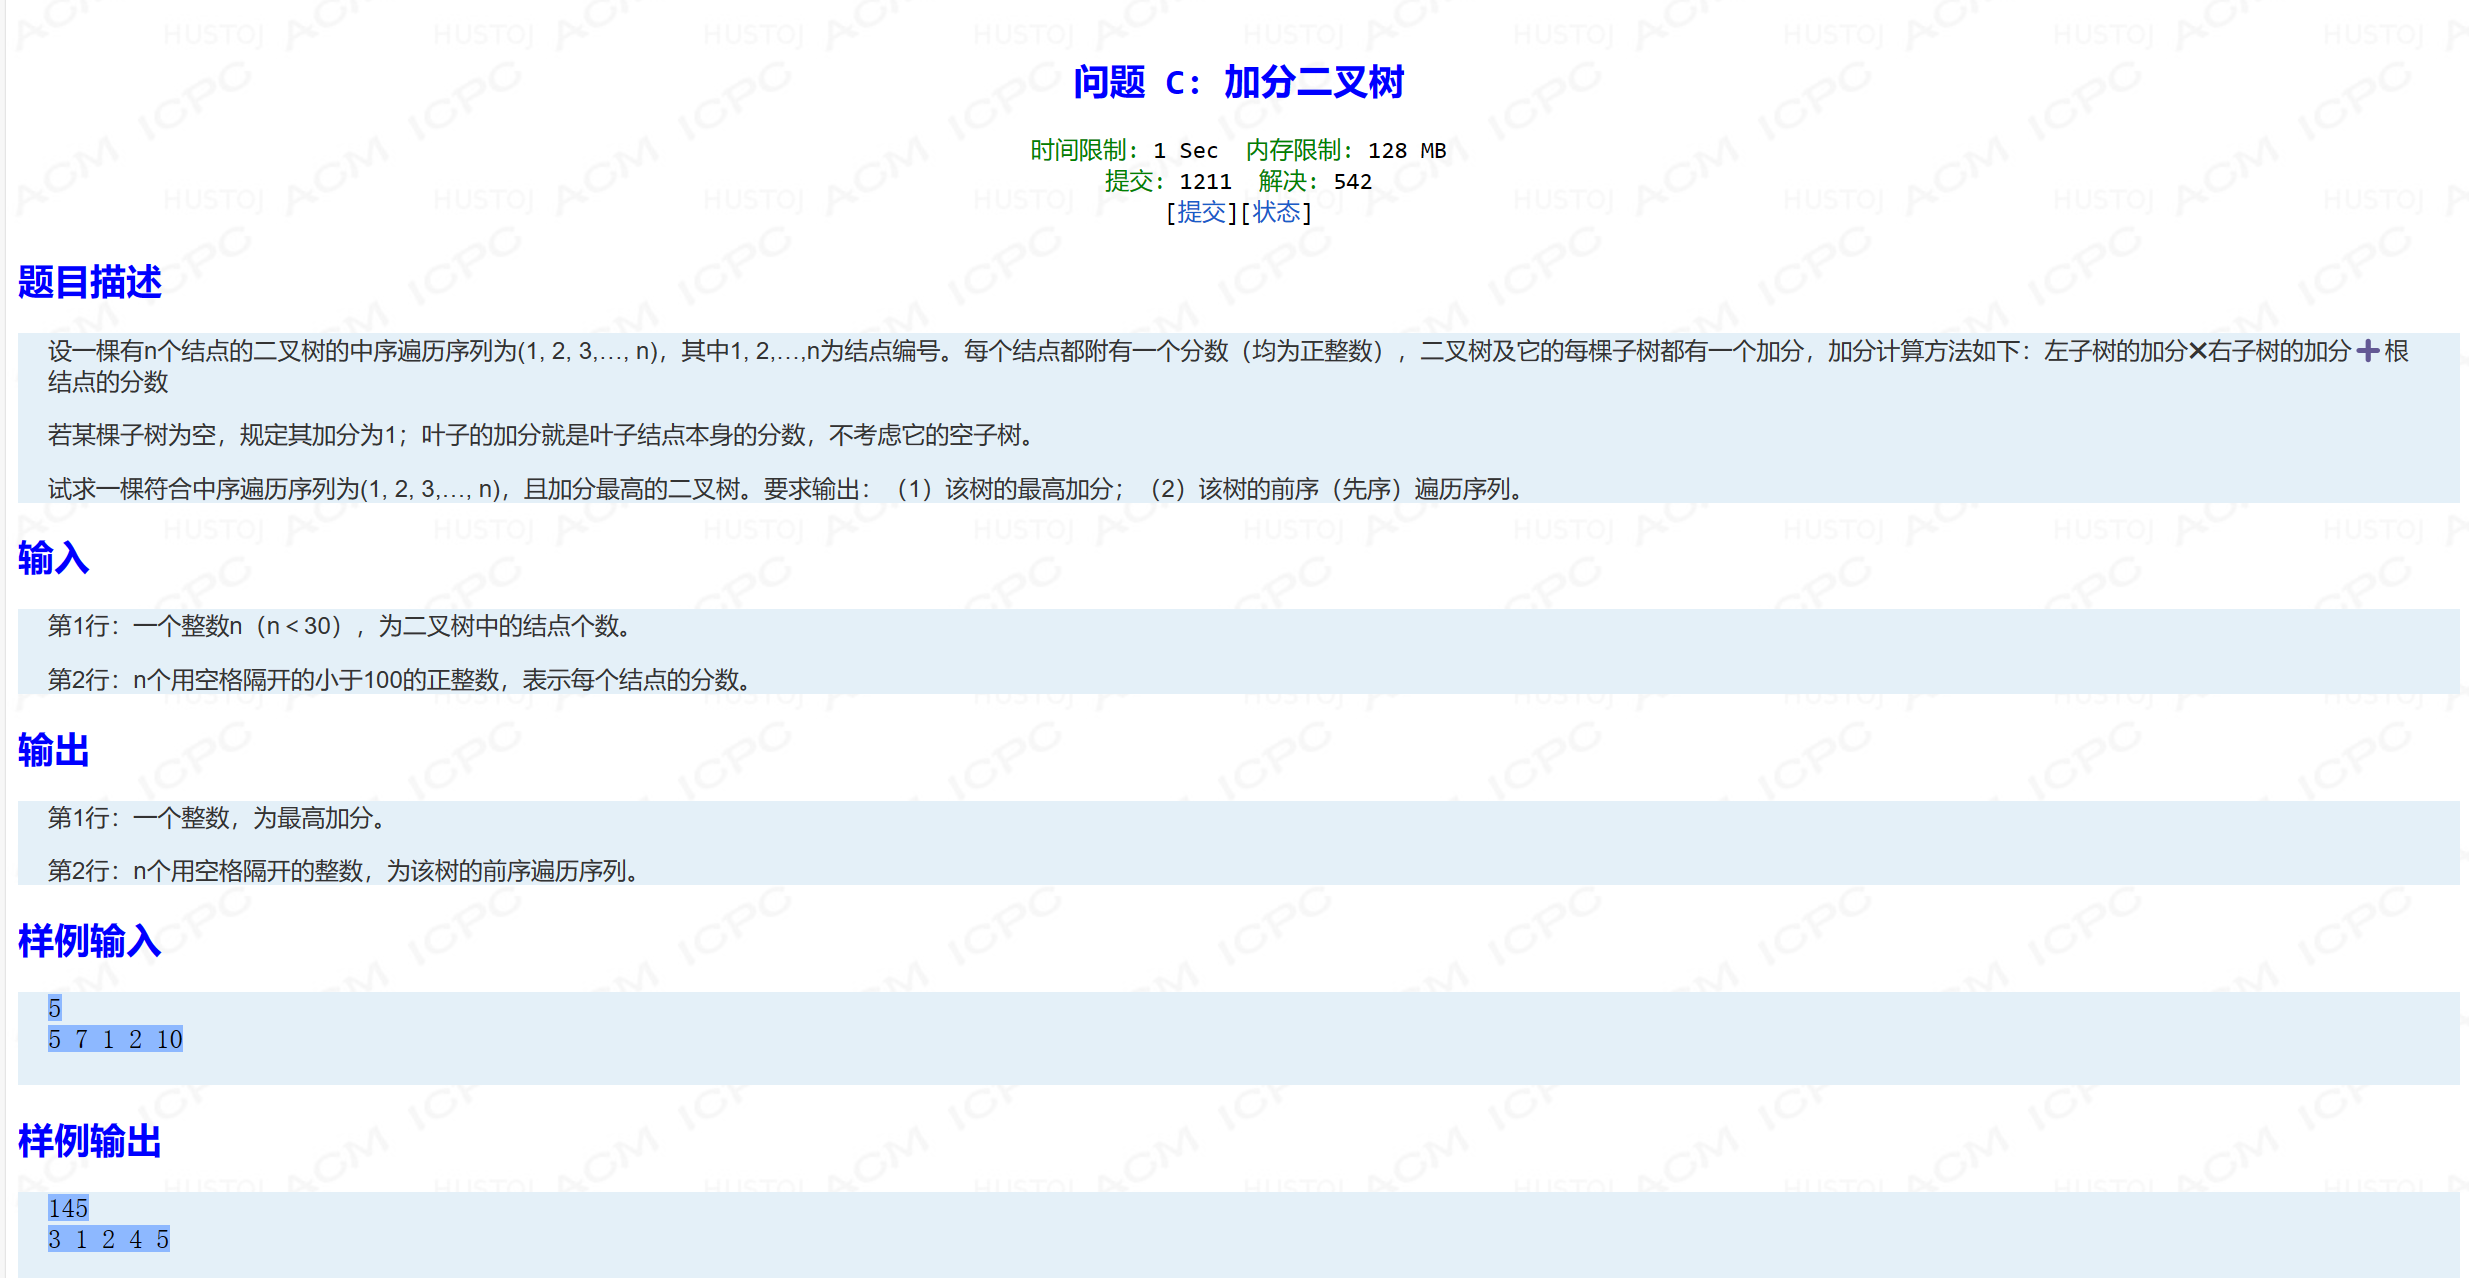 问题 C: 加分二叉树
时间限制: 1 Sec 内存限制: 128 MB
提交: 1211 解决: 542
[提交][状态]
题目描述
设一棵有n个结点的二叉树的中序遍历序列为(1, 2, 3,…, n)，其中1, 2,…,n为结点编号。每个结点都附有一个分数（均为正整数），二叉树及它的每棵子树都有一个加分，加分计算方法如下：左子树的加分✕右子树的加分➕根
结点的分数
若某棵子树为空，规定其加分为1；叶子的加分就是叶子结点本身的分数，不考虑它的空子树。
试求一棵符合中序遍历序列为(1, 2, 3,…, n)，且加分最高的二叉树。要求输出：（1）该树的最高加分；（2）该树的前序（先序）遍历序列。
输入
第1行：一个整数n（n＜30），为二叉树中的结点个数。
第2行：n个用空格隔开的小于100的正整数，表示每个结点的分数。
输出
第1行：一个整数，为最高加分。
第2行：n个用空格隔开的整数，为该树的前序遍历序列。
样例输入
5
5 7 1 2 10
样例输出
145
3 1 2 4 5
HUSTOJ
ACM ICPC